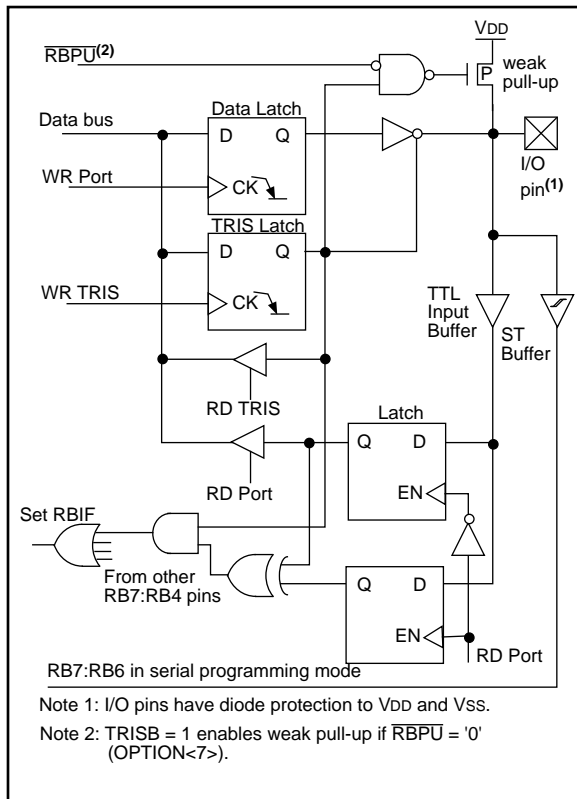 VDD
RBPU(2)
P
weak
pull-up
Data Latch
Data bus
D Q
I/O
pin(1)
WR Port
CK
TRIS Latch
D Q
WR TRIS
CK
TTL
Input
Buffer
ST
Buffer
RD TRIS
Latch
Q D
RD Port
EN
Set RBIF
From other
RB7:RB4 pins
Q D
EN
RD Port
RB7:RB6 in serial programming mode
Note 1: I/O pins have diode protection to VDD and VSS.
Note 2: TRISB = 1 enables weak pull-up if RBPU = '0'
(OPTION<7>).